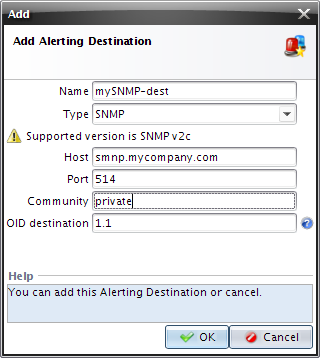 Add
Add Alerting Destination
Name mySNMP-dest
Type SNMP
Supported version is SNMP v2c
Host smnp.mycompany.com
Port 514
Community private
OID destination 1.1
Help
You can add this Alerting Destination or cancel.
OK Cancel